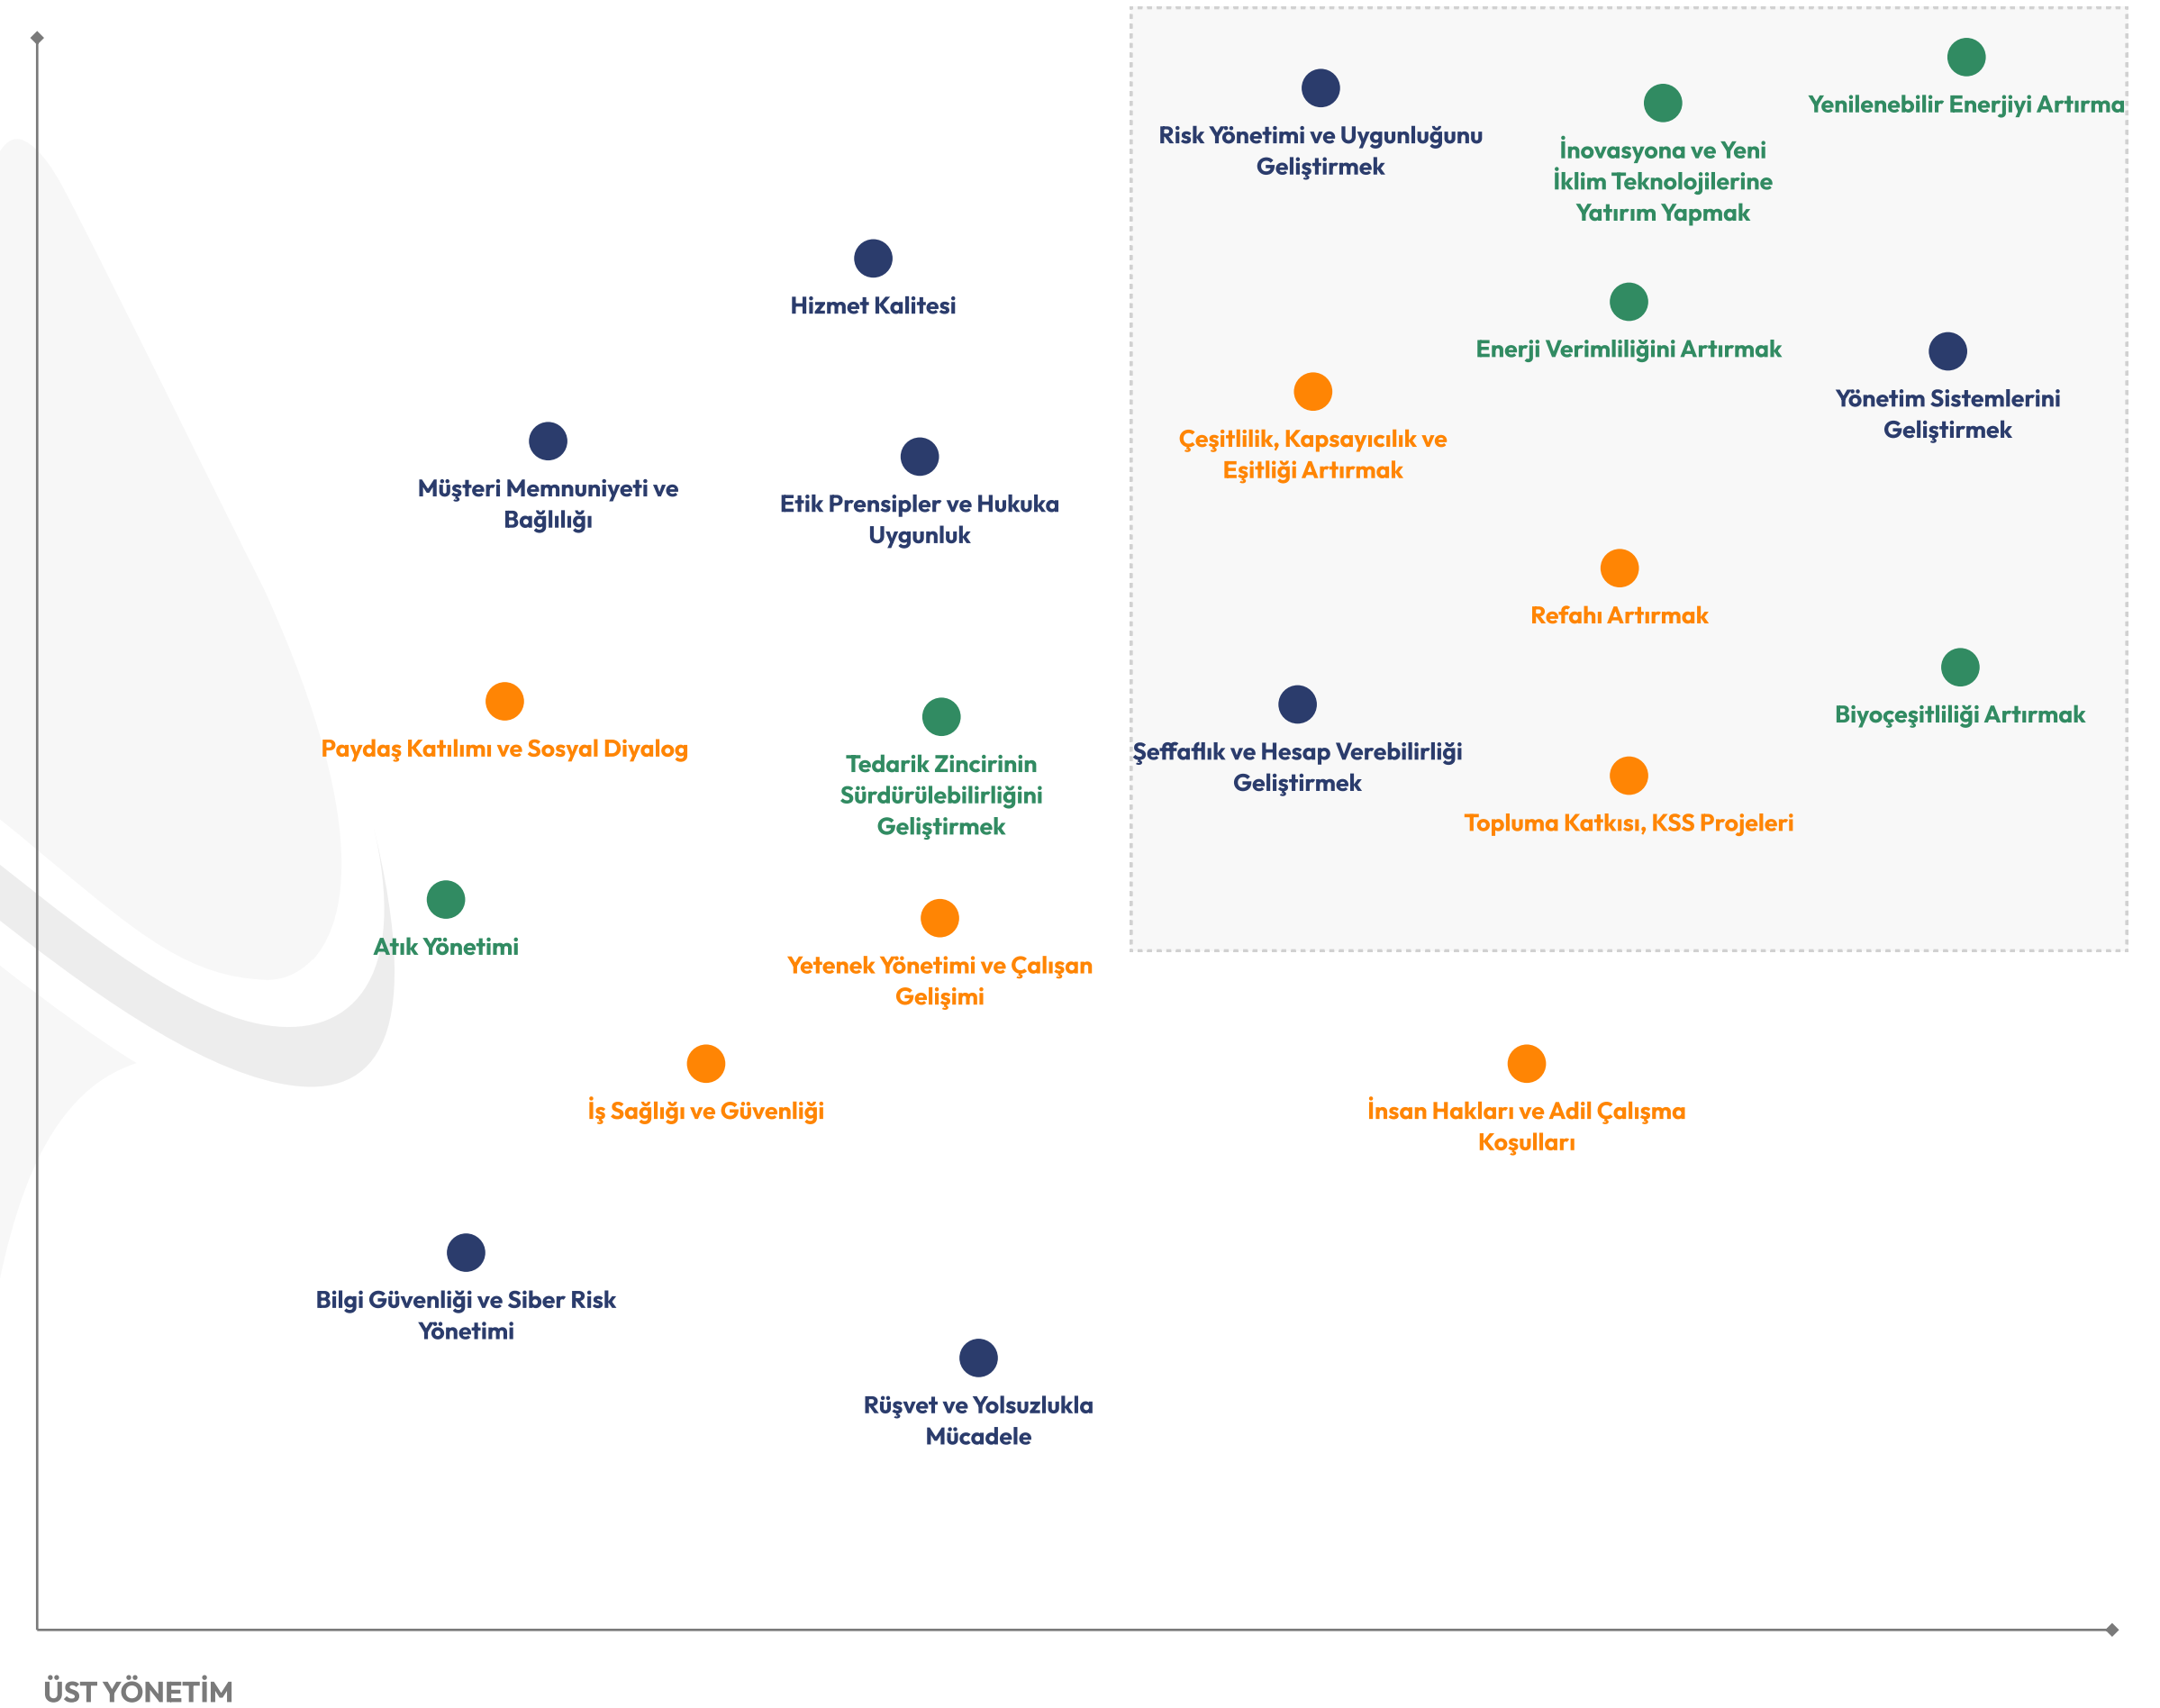 Yenilenebilir Enerjiyi Artırma
Risk Yönetimi ve Uygunluğunu
Geliştirmek
İnovasyona ve Yeni
İklim Teknolojilerine
Yatırım Yapmak
Hizmet Kalitesi
Enerji Verimliliğini Artırmak
Yönetim Sistemlerini
Geliştirmek
Çeşitlilik, Kapsayıcılık ve
Eşitliği Artırmak
Müşteri Memnuniyeti ve
Bağlılığı
Etik Prensipler ve Hukuka
Uygunluk
Refahı Artırmak
Biyoçeşitliliği Artırmak
Paydaş Katılımı ve Sosyal Diyalog
Şeffaflık ve Hesap Verebilirliği
Geliştirmek
Tedarik Zincirinin
Sürdürülebilirliğini
Geliştirmek
Topluma Katkısı, KSS Projeleri
Atık Yönetimi
Yetenek Yönetimi ve Çalışan
Gelişimi
İş Sağlığı ve Güvenliği
İnsan Hakları ve Adil Çalışma
Koşulları
Bilgi Güvenliği ve Siber Risk
Yönetimi
Rüşvet ve Yolsuzlukla
Mücadele
ÜST YÖNETİM